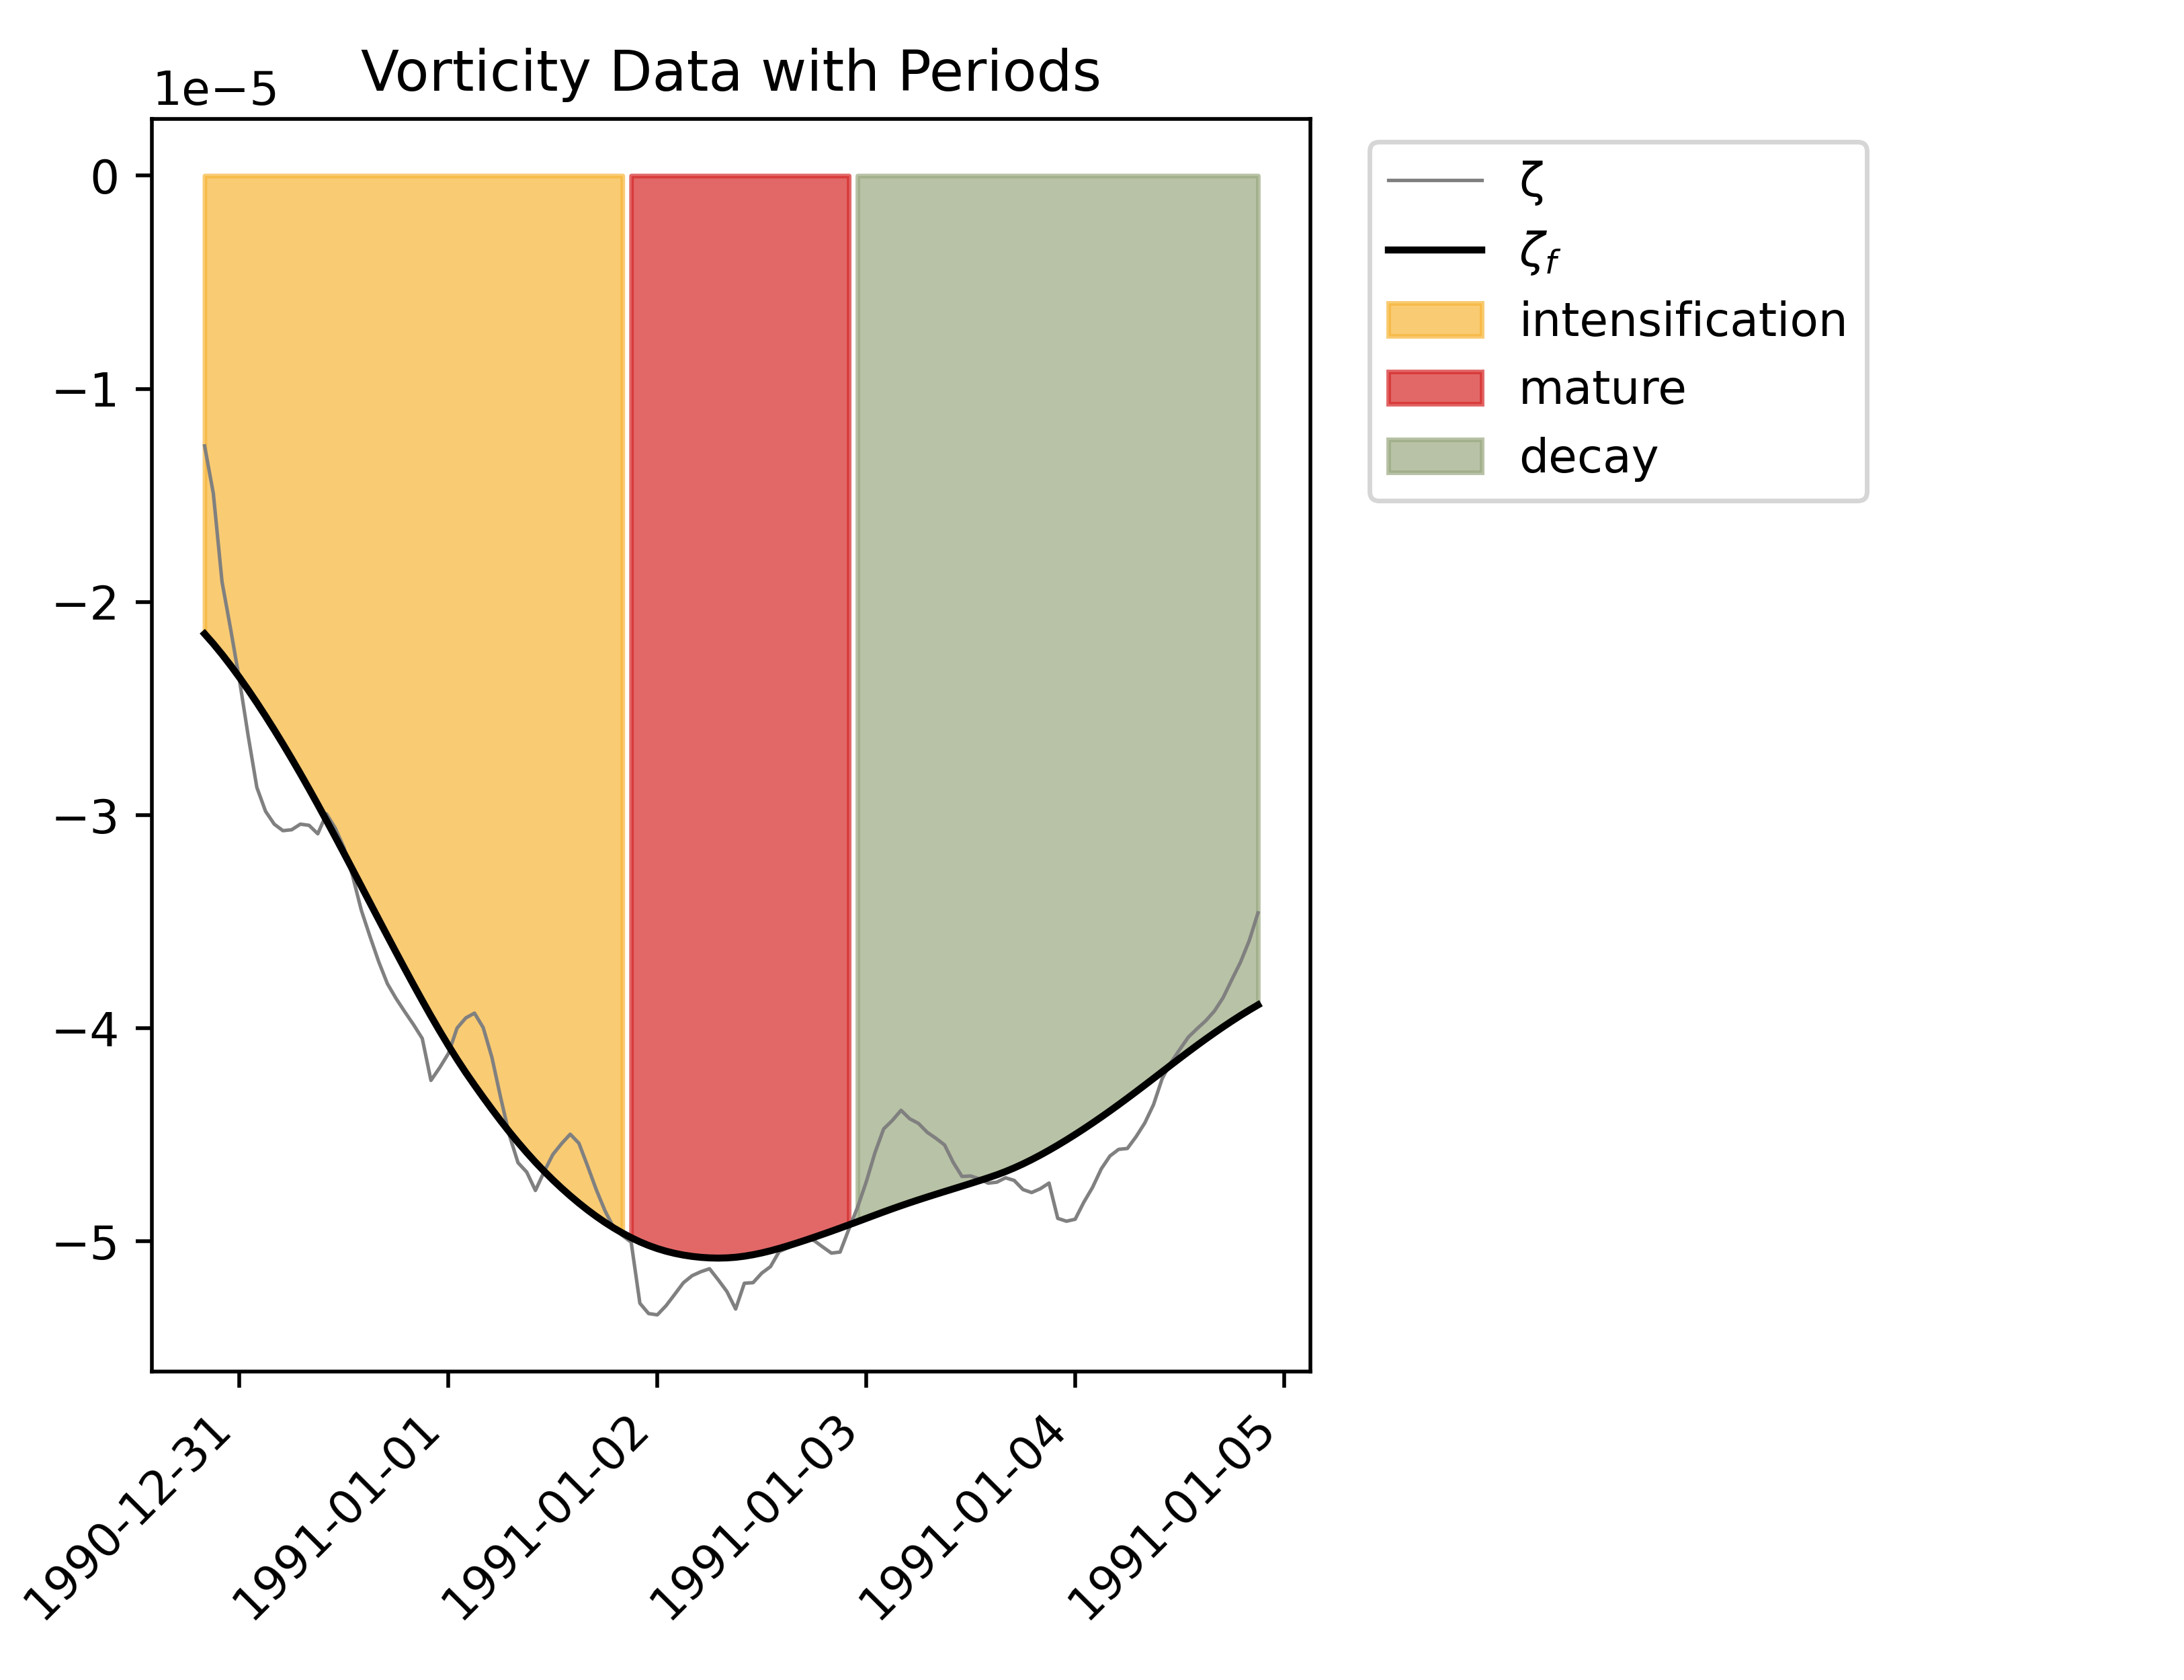 Vorticity Data with Periods
1e−5
0
−1
−2
−3
−4
−5
1990-12-31
1991-01-01
1991-01-02
1991-01-03
1991-01-04
1991-01-05
ζ
ζf
intensification
mature
decay